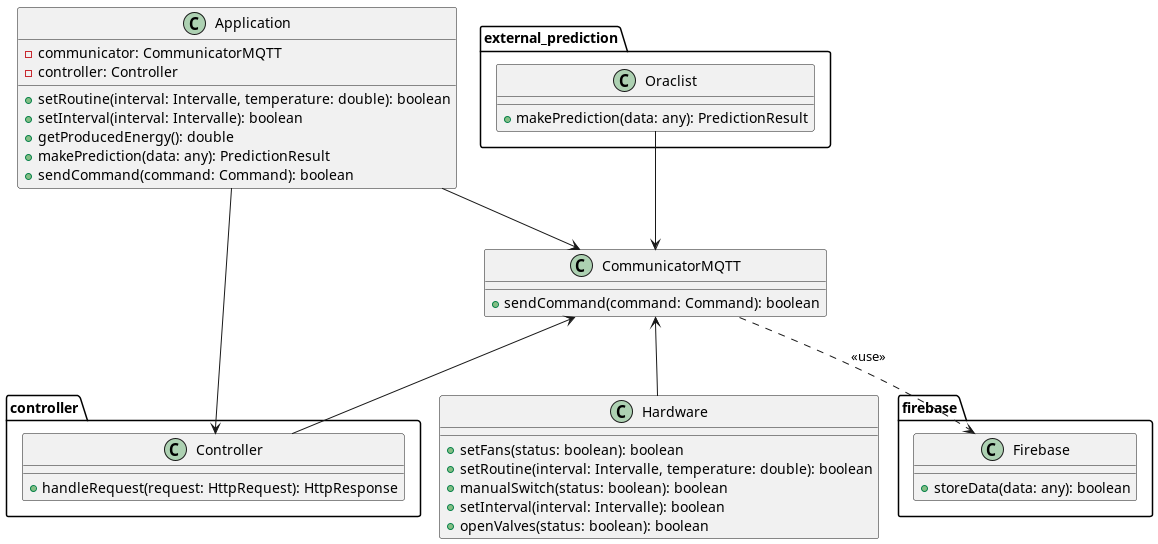 Application
communicator: CommunicatorMQTT
controller: Controller
setRoutine(interval: Intervalle, temperature: double): boolean
setInterval(interval: Intervalle): boolean
getProducedEnergy(): double
makePrediction(data: any): PredictionResult
sendCommand(command: Command): boolean
external_prediction
C Oraclist
makePrediction(data: any): PredictionResult
C CommunicatorMQTT
sendCommand(command: Command): boolean
«use»
controller
C Controller
handleRequest(request: HttpRequest): HttpResponse
C Hardware
setFans(status: boolean): boolean
setRoutine(interval: Intervalle, temperature: double): boolean
manualSwitch(status: boolean): boolean
setInterval(interval: Intervalle): boolean
openValves(status: boolean): boolean
firebase
C Firebase
storeData(data: any): boolean